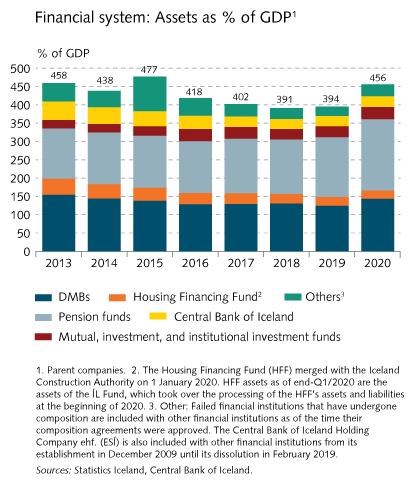 Financial system: Assets as % of GDP¹
% of GDP
500
450
400
350
300
250
200
150
100
50
0
458
438
477
418
402
391
394
456
2013
2014
2015
2016
2017
2018
2019
2020
DMBs
Housing Financing Fund²
Others³
Pension funds
Central Bank of Iceland
Mutual, investment, and institutional investment funds
1. Parent companies. 2. The Housing Financing Fund (HFF) merged with the Iceland
Construction Authority on 1 January 2020. HFF assets as of end-Q1/2020 are the
assets of the ÍL Fund, which took over the processing of the HFF's assets and liabilities
at the beginning of 2020. 3. Other: Failed financial institutions that have undergone
composition are included with other financial institutions as of the time their
composition agreements were approved. The Central Bank of Iceland Holding
Company ehf. (ESÍ) is also included with other financial institutions from its
establishment in December 2009 until its dissolution in February 2019.
Sources: Statistics Iceland, Central Bank of Iceland.